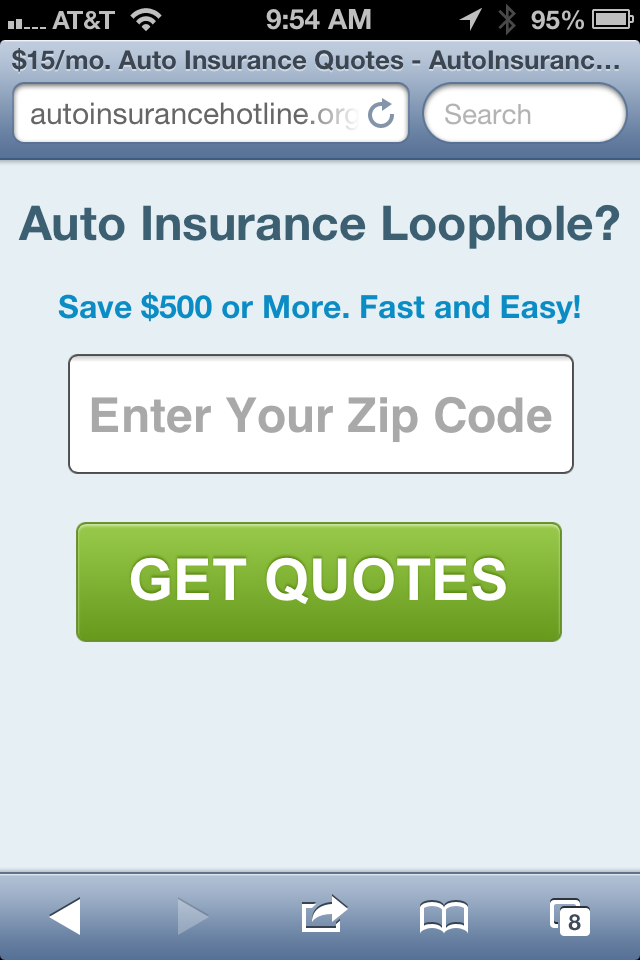 AT&T 9:54 AM 95%
$15/mo. Auto Insurance Quotes - AutoInsuranc...
autoinsurancehotline.org Search
Auto Insurance Loophole?
Save $500 or More. Fast and Easy!
Enter Your Zip Code
GET QUOTES
8